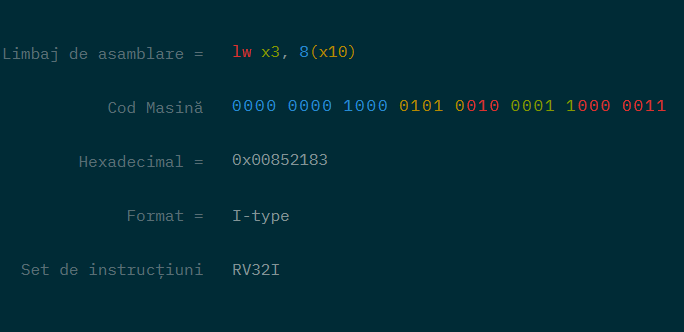 Limbaj de asamblare = lw x3, 8(x10)
Cod Masină 0000 0000 1000 0101 0010 0001 1000 0011
Hexadecimal = 0x00852183
Format = I-type
Set de instrucțiuni RV32I